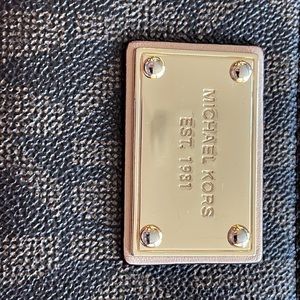 MICHAEL KORS
EST. 1981